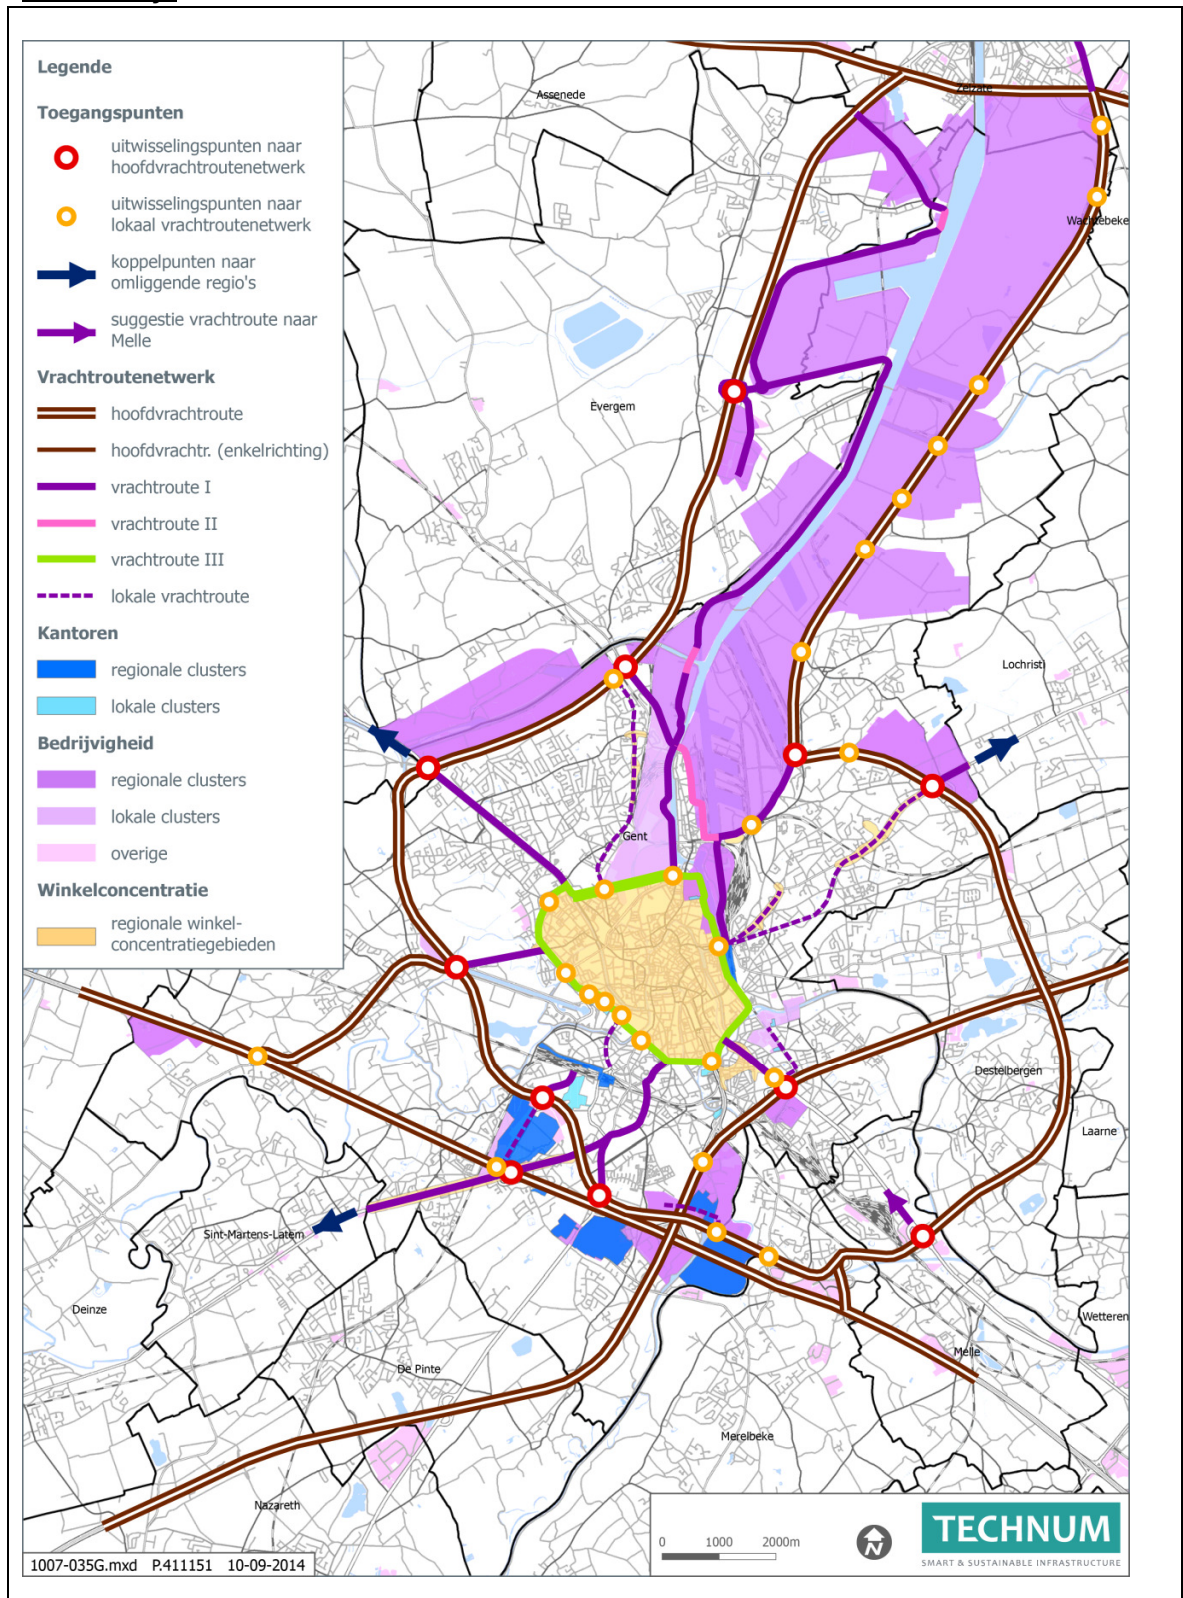 Legende
Toegangspunten
uitwisselingspunten naar
hoofdvrachtroutenetwerk
uitwisselingspunten naar
lokaal vrachtroutenetwerk
koppelpunten naar
omliggende regio's
suggestie vrachtroute naar
Melle
Vrachtroutenetwerk
hoofdvrachtroute
hoofdvrachtr. (enkelrichting)
vrachtroute I
vrachtroute II
vrachtroute III
lokale vrachtroute
Kantoren
regionale clusters
lokale clusters
Bedrijvigheid
regionale clusters
lokale clusters
overige
Winkelconcentratie
regionale winkel-
concentratiegebieden
Assenede
Zelzate
Wachtebeke
Evergem
Lochristi
Gent
Destelbergen
Laarne
Sint-Martens-Latem
Deinze
Wetteren
Melle
De Pinte
Merelbeke
Nazareth
0 1000 2000m
N
TECHNUM
SMART & SUSTAINABLE INFRASTRUCTURE
1007-035G.mxd P.411151 10-09-2014